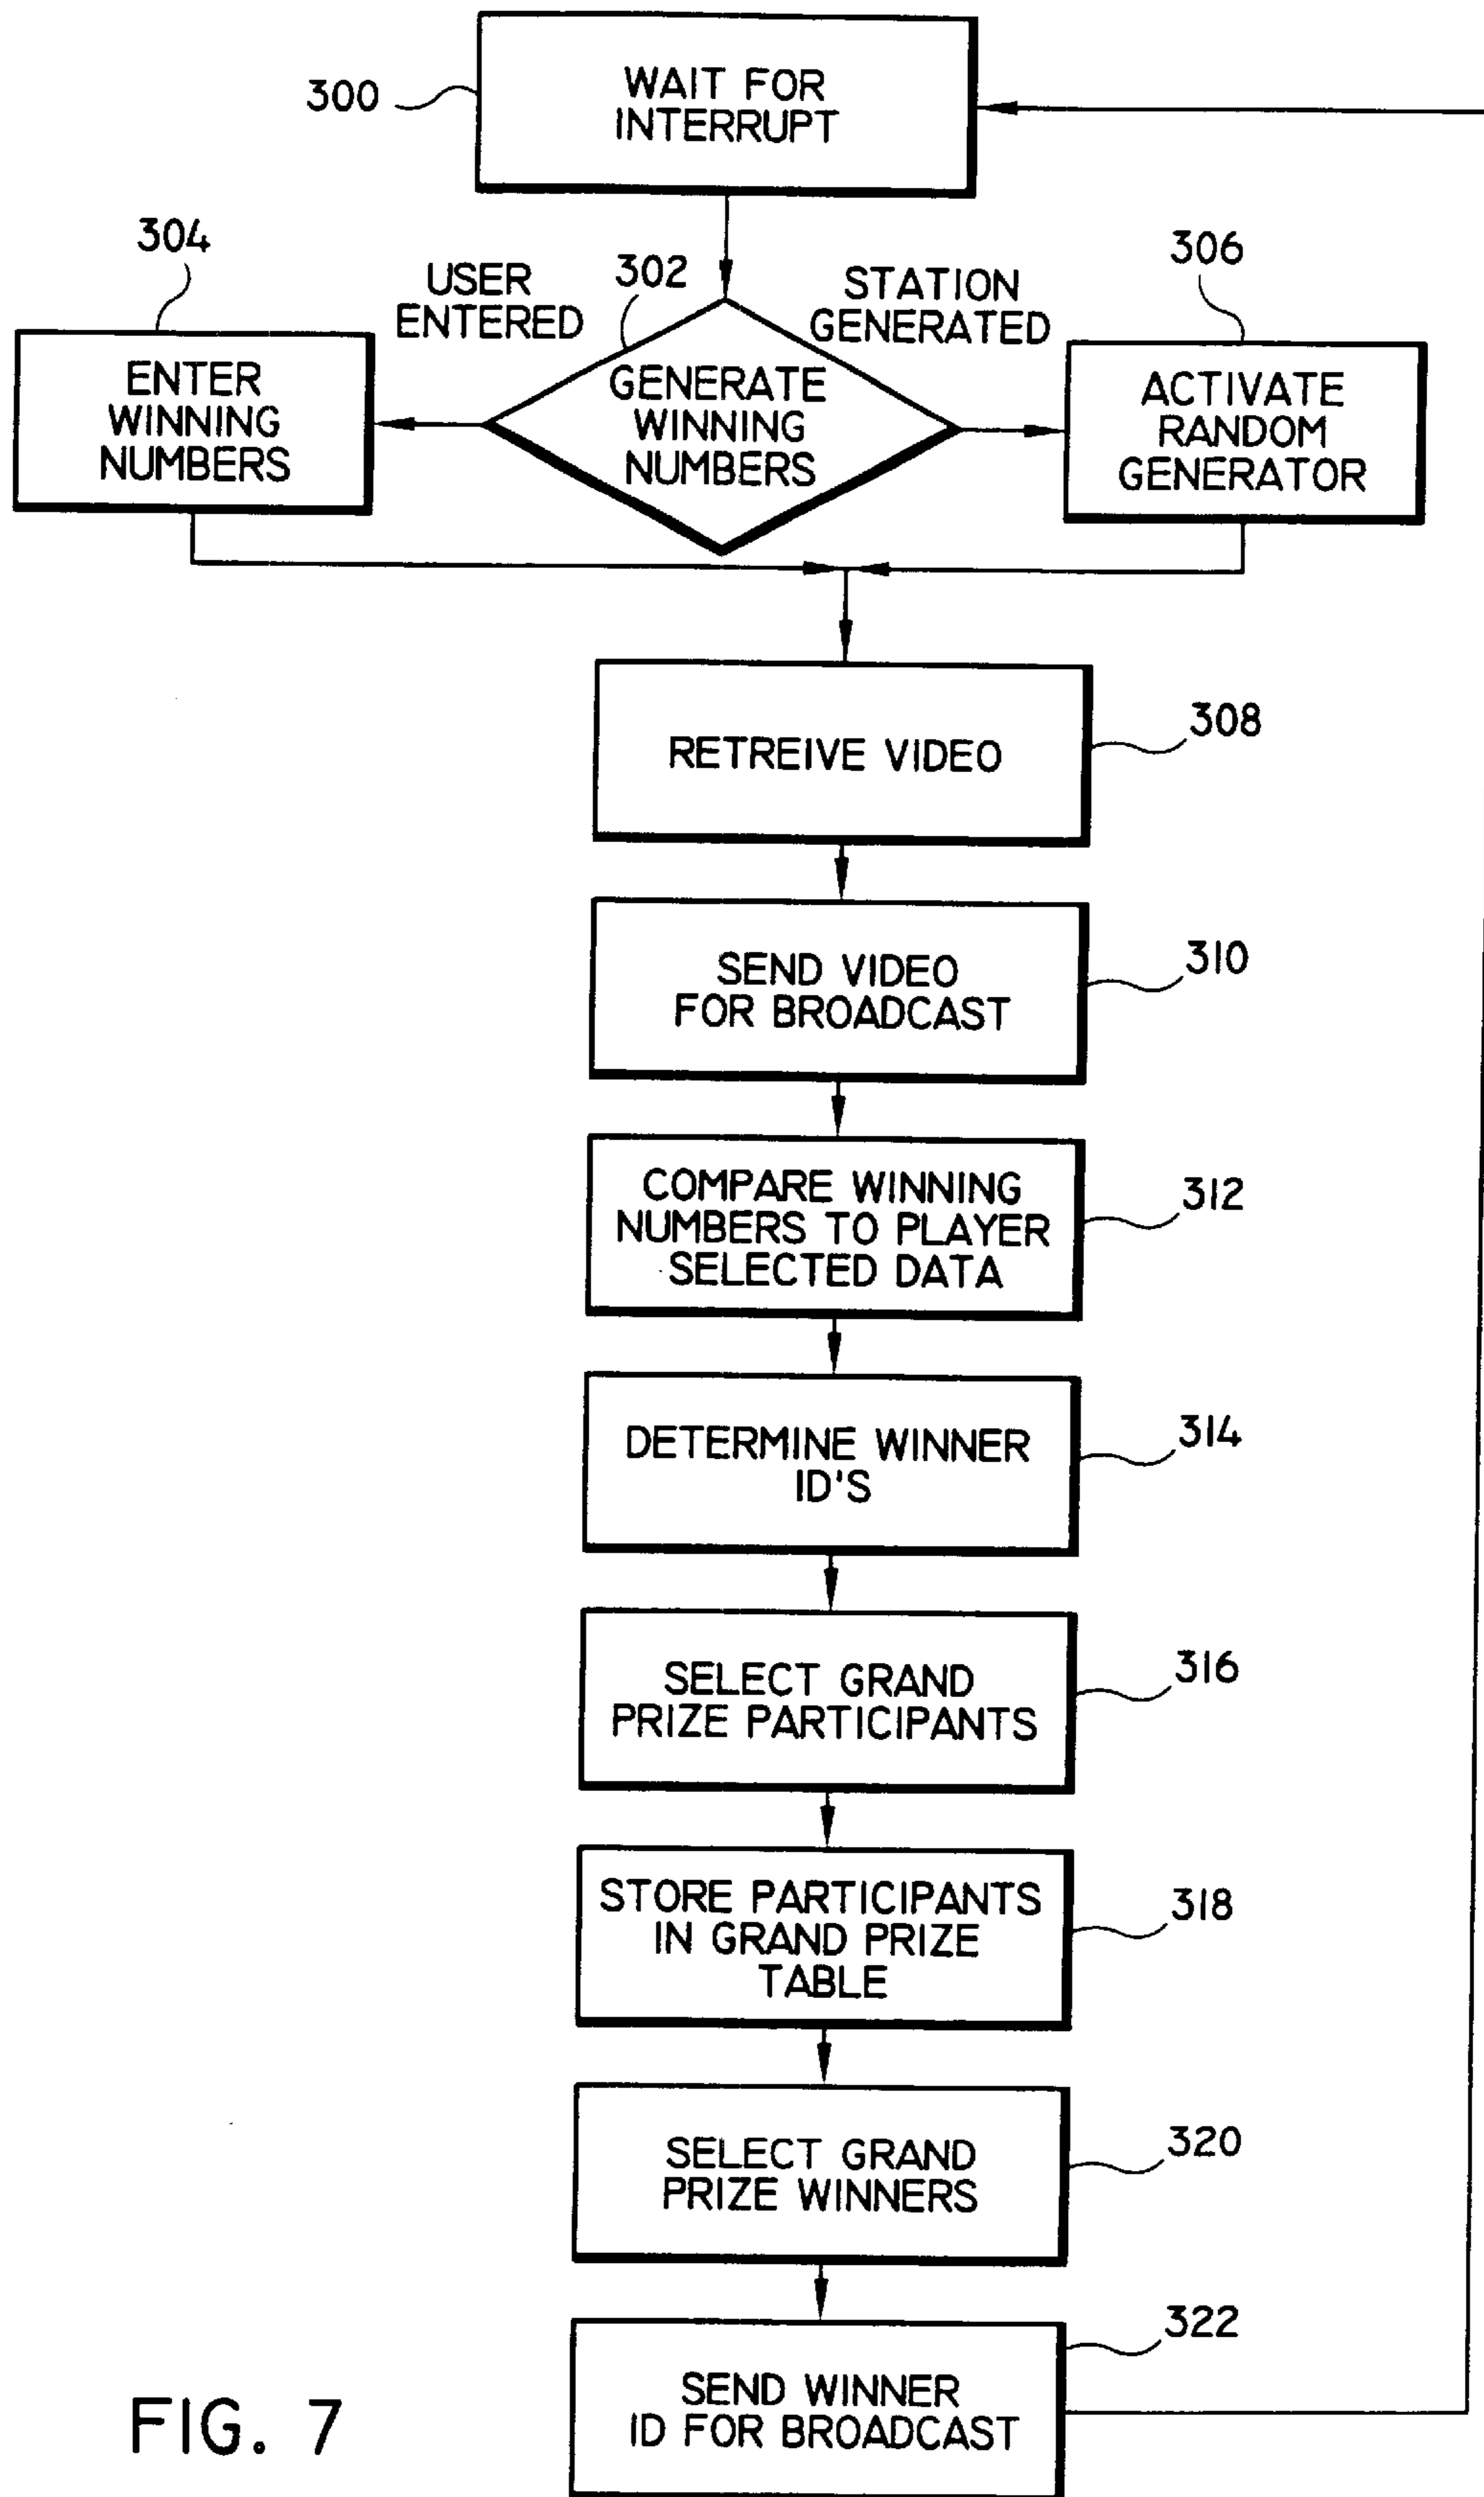 300
WAIT FOR
INTERRUPT
304
USER
ENTERED
302
STATION
GENERATED
306
ENTER
WINNING
NUMBERS
GENERATE
WINNING
NUMBERS
ACTIVATE
RANDOM
GENERATOR
RETREIVE VIDEO
308
SEND VIDEO
FOR BROADCAST
310
COMPARE WINNING
NUMBERS TO PLAYER
SELECTED DATA
312
DETERMINE WINNER
ID'S
314
SELECT GRAND
PRIZE PARTICIPANTS
316
STORE PARTICIPANTS
IN GRAND PRIZE
TABLE
318
SELECT GRAND
PRIZE WINNERS
320
SEND WINNER
ID FOR BROADCAST
322
FIG. 7